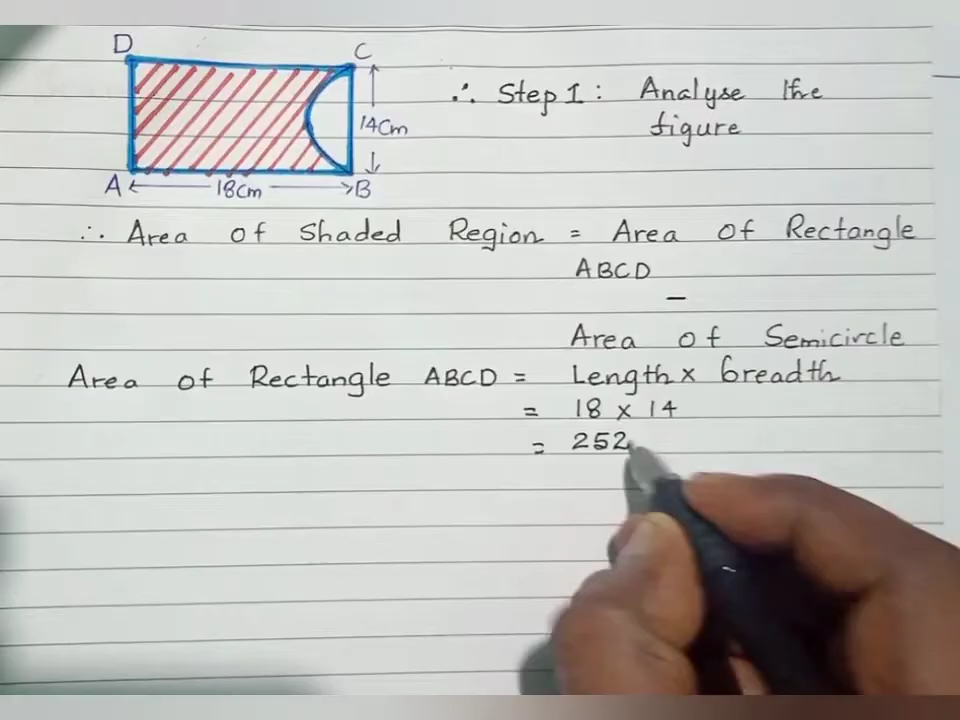 D
C
∴ Step 1: Analyse the
figure
14Cm
A
18Cm
B
∴ Area of Shaded Region = Area of Rectangle
ABCD
–
Area of Semicircle
Area of Rectangle ABCD = Length × breadth
= 18 × 14
= 252